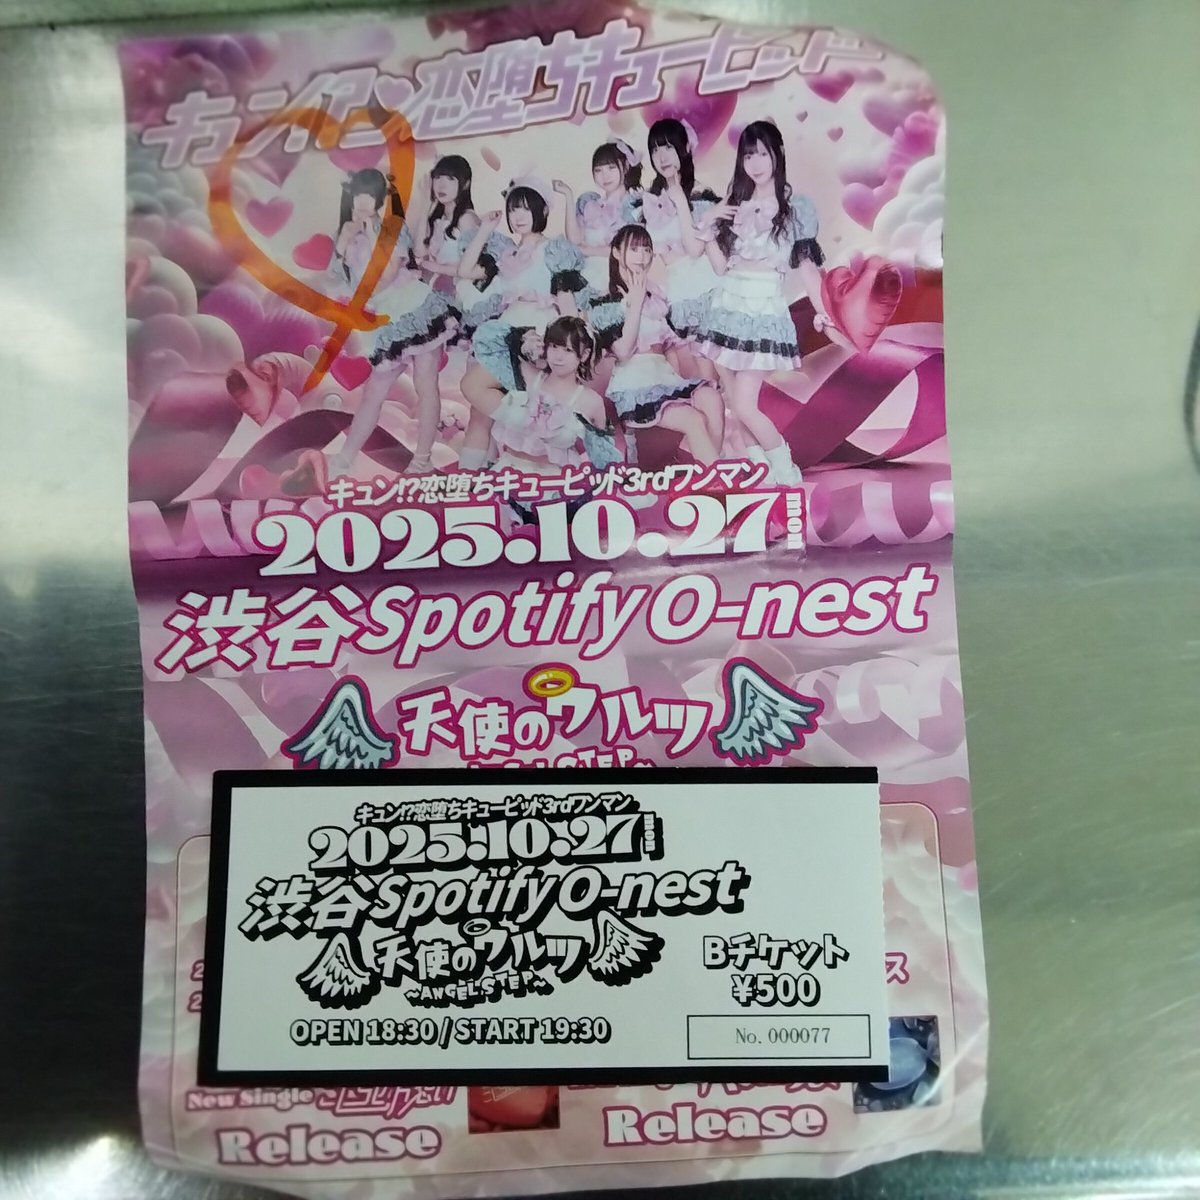 キュン!?恋堕ちキューピッド
キュン!?恋堕ちキューピッド3rdワンマン
2025.10.27 mon
渋谷Spotify O-nest
天使のワルツ
キュン!?恋堕ちキューピッド3rdワンマン
2025.10.27 mon
渋谷Spotify O-nest
天使のワルツ
~ANGEL STEP~
OPEN 18:30 / START 19:30
Bチケット
¥500
No. 000077
ス
New Single
Release
Release